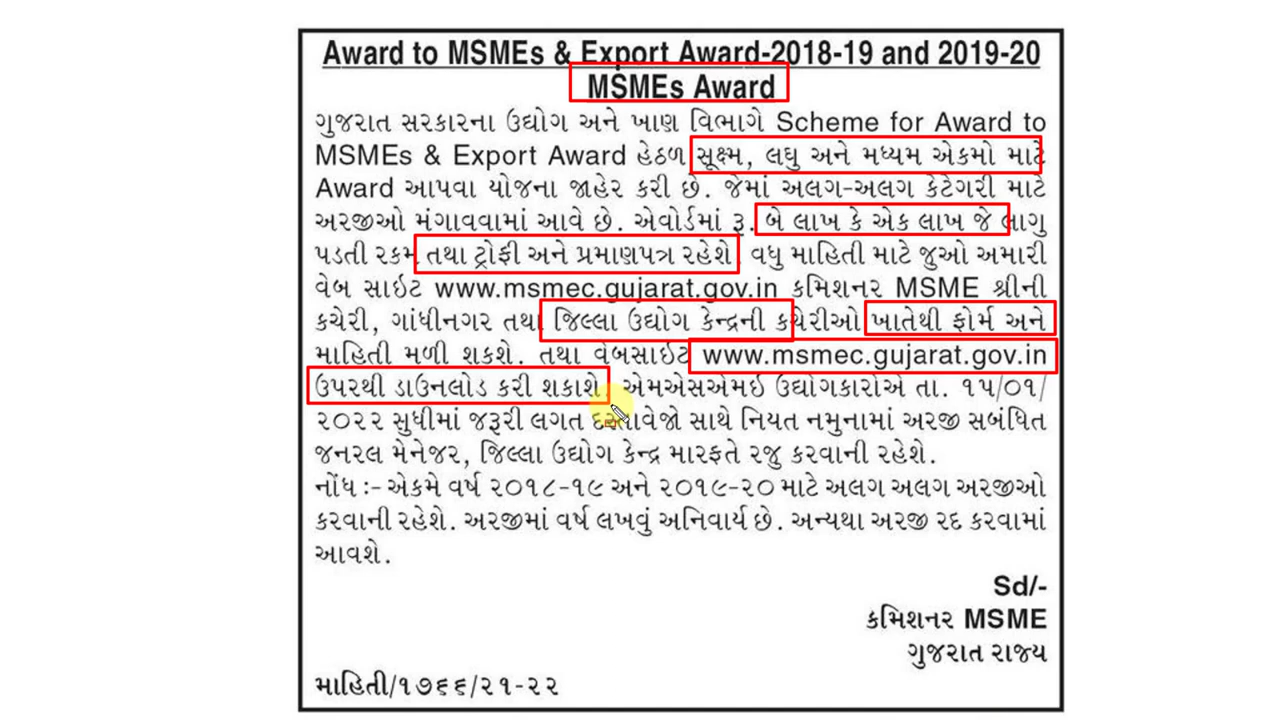 Award to MSMEs & Export Award-2018-19 and 2019-20
MSMEs Award
ગુજરાત સરકારના ઉદ્યોગ અને ખાણ વિભાગે Scheme for Award to
MSMEs & Export Award હેઠળ સૂક્ષ્મ, લઘુ અને મધ્યમ એકમો માટે
Award આપવા યોજના જાહેર કરી છે. જેમાં અલગ-અલગ કેટેગરી માટે
અરજીઓ મંગાવવામાં આવે છે. એવોર્ડમાં રૂ. બે લાખ કે એક લાખ જે લાગુ
પડતી રકમ તથા ટ્રોફી અને પ્રમાણપત્ર રહેશે. વધુ માહિતી માટે જુઓ અમારી
વેબ સાઇટ www.msmec.gujarat.gov.in કમિશનર MSME શ્રીની
કચેરી, ગાંધીનગર તથા જિલ્લા ઉદ્યોગ કેન્દ્રની કચેરીઓ ખાતેથી ફોર્મ અને
માહિતી મળી શકશે. તથા વેબસાઇટ www.msmec.gujarat.gov.in
ઉપરથી ડાઉનલોડ કરી શકાશે. એમએસએમઇ ઉદ્યોગકારોએ તા. ૧૫/૦૧/
૨૦૨૨ સુધીમાં જરૂરી લગત દસ્તાવેજો સાથે નિયત નમુનામાં અરજી સબંધિત
જનરલ મેનેજર, જિલ્લા ઉદ્યોગ કેન્દ્ર મારફતે રજુ કરવાની રહેશે.
નોંધ :- એકમે વર્ષ ૨૦૧૮-૧૯ અને ૨૦૧૯-૨૦ માટે અલગ અલગ અરજીઓ
કરવાની રહેશે. અરજીમાં વર્ષ લખવું અનિવાર્ય છે. અન્યથા અરજી રદ કરવામાં
આવશે.
Sd/-
કમિશનર MSME
ગુજરાત રાજ્ય
માહિતી/૧૭૬૬/૨૧-૨૨